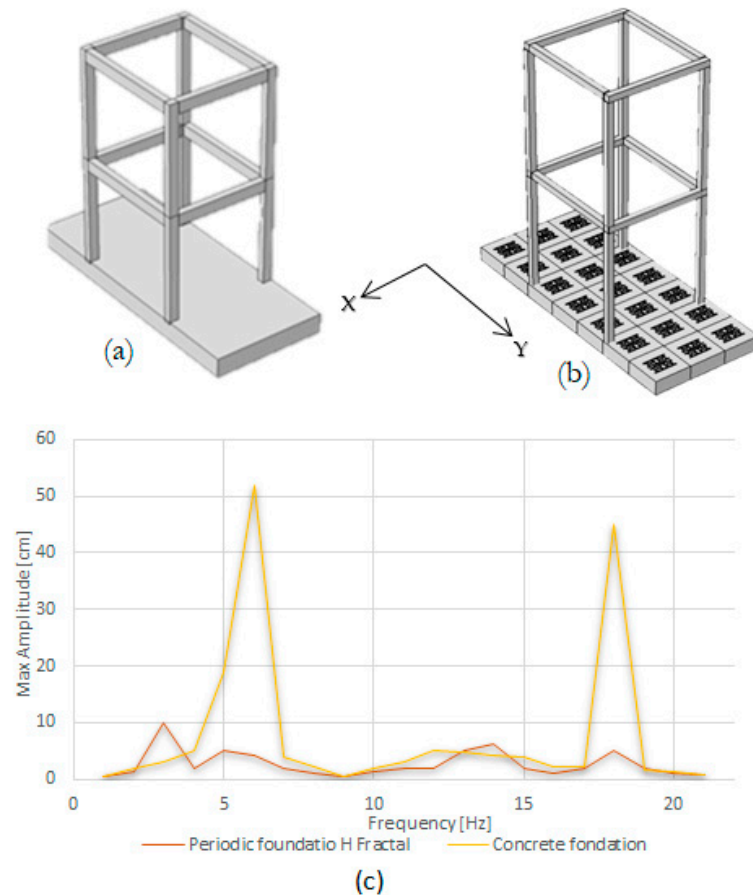 X
Y
(a)
(b)
60
50
40
30
20
10
0
Max Amplitude [cm]
0
5
10
15
20
Frequency [Hz]
Periodic foundatio H Fractal
Concrete fondation
(c)